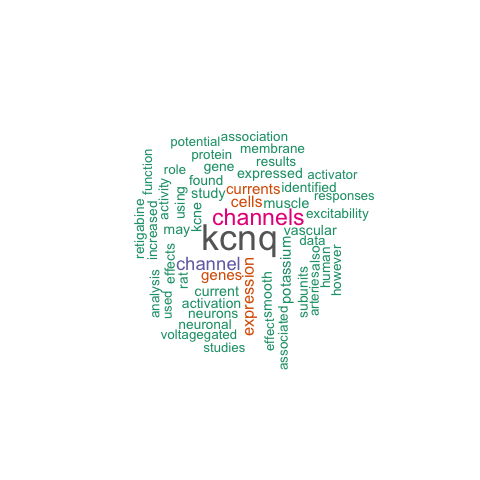 potential
association
membrane
protein
results
role
gene
expressed
activator
function
found
currents
identified
responses
activity
using
study
cells
muscle
kcne
channels
excitability
retigabine
increased
may
kcnq
vascular
data
also
human
however
effects
channel
rat
genes
expression
potassium
subunits
arteries
analysis
used
current
smooth
activation
neurons
effect
associated
neuronal
voltagegated
studies